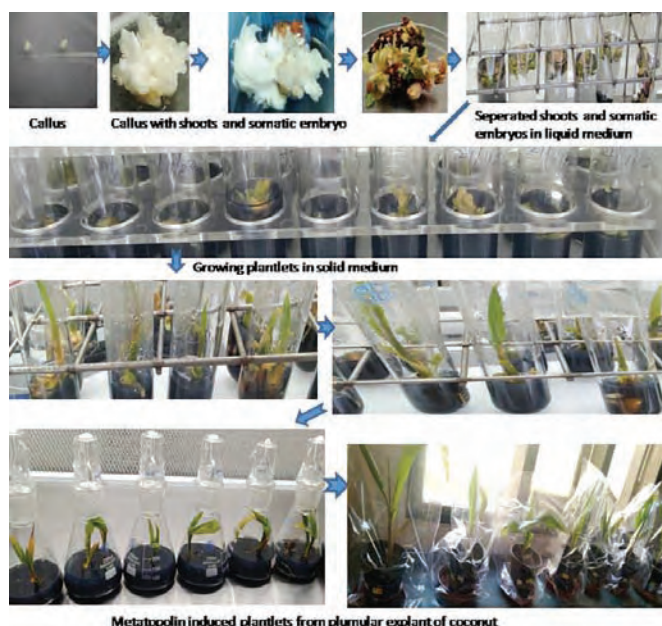 Callus
Callus with shoots and somatic embryo
Seperated shoots and somatic
embryos in liquid medium
Growing plantlets in solid medium
Metatopolin induced plantlets from plumular explant of coconut